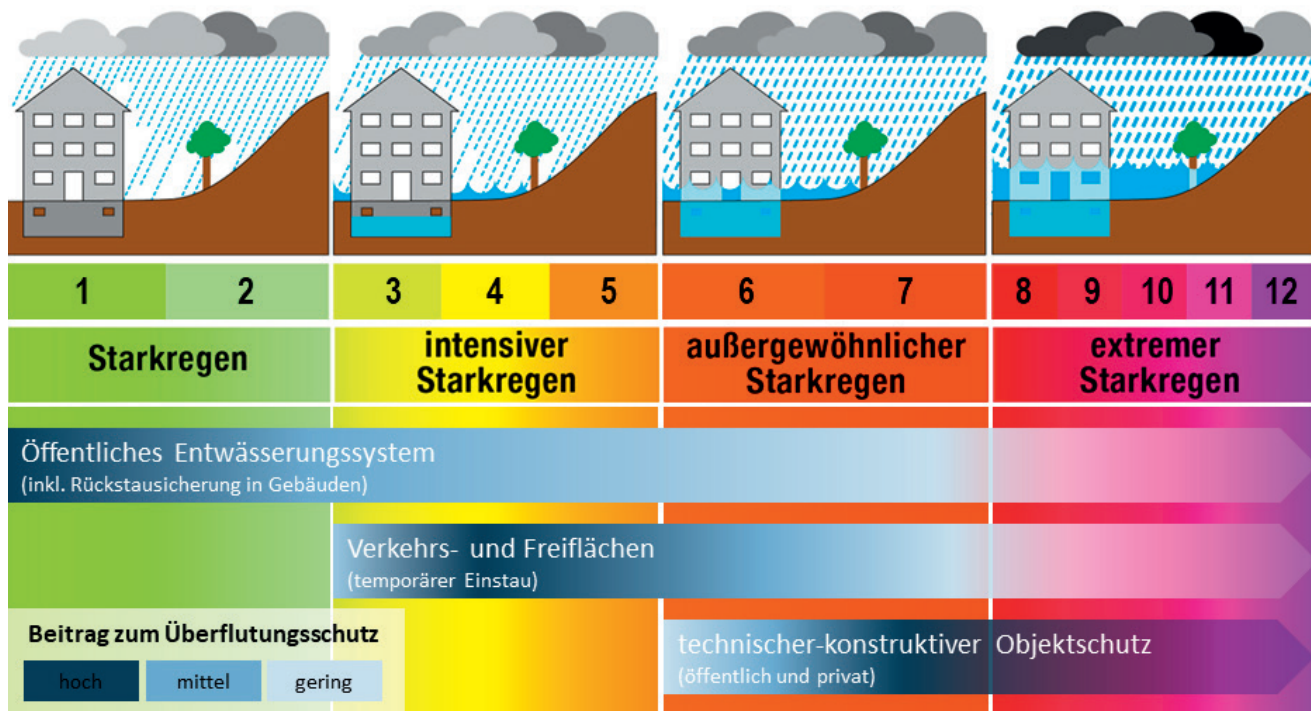 1 2 3 4 5 6 7 8 9 10 11 12
Starkregen
intensiver
Starkregen
außergewöhnlicher
Starkregen
extremer
Starkregen
Öffentliches Entwässerungssystem
(inkl. Rückstausicherung in Gebäuden)
Verkehrs- und Freiflächen
(temporärer Einstau)
technischer-konstruktiver Objektschutz
(öffentlich und privat)
Beitrag zum Überflutungsschutz
hoch mittel gering